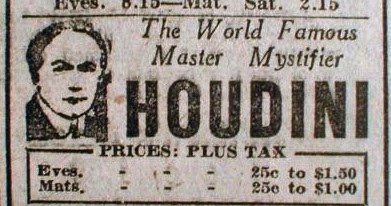 Eves. 8.15—Mat. Sat. 2.15
The World Famous
Master Mystifier
HOUDINI
PRICES: PLUS TAX
Eves. - - - 25c to $1.50
Mats. - - - 25c to $1.00